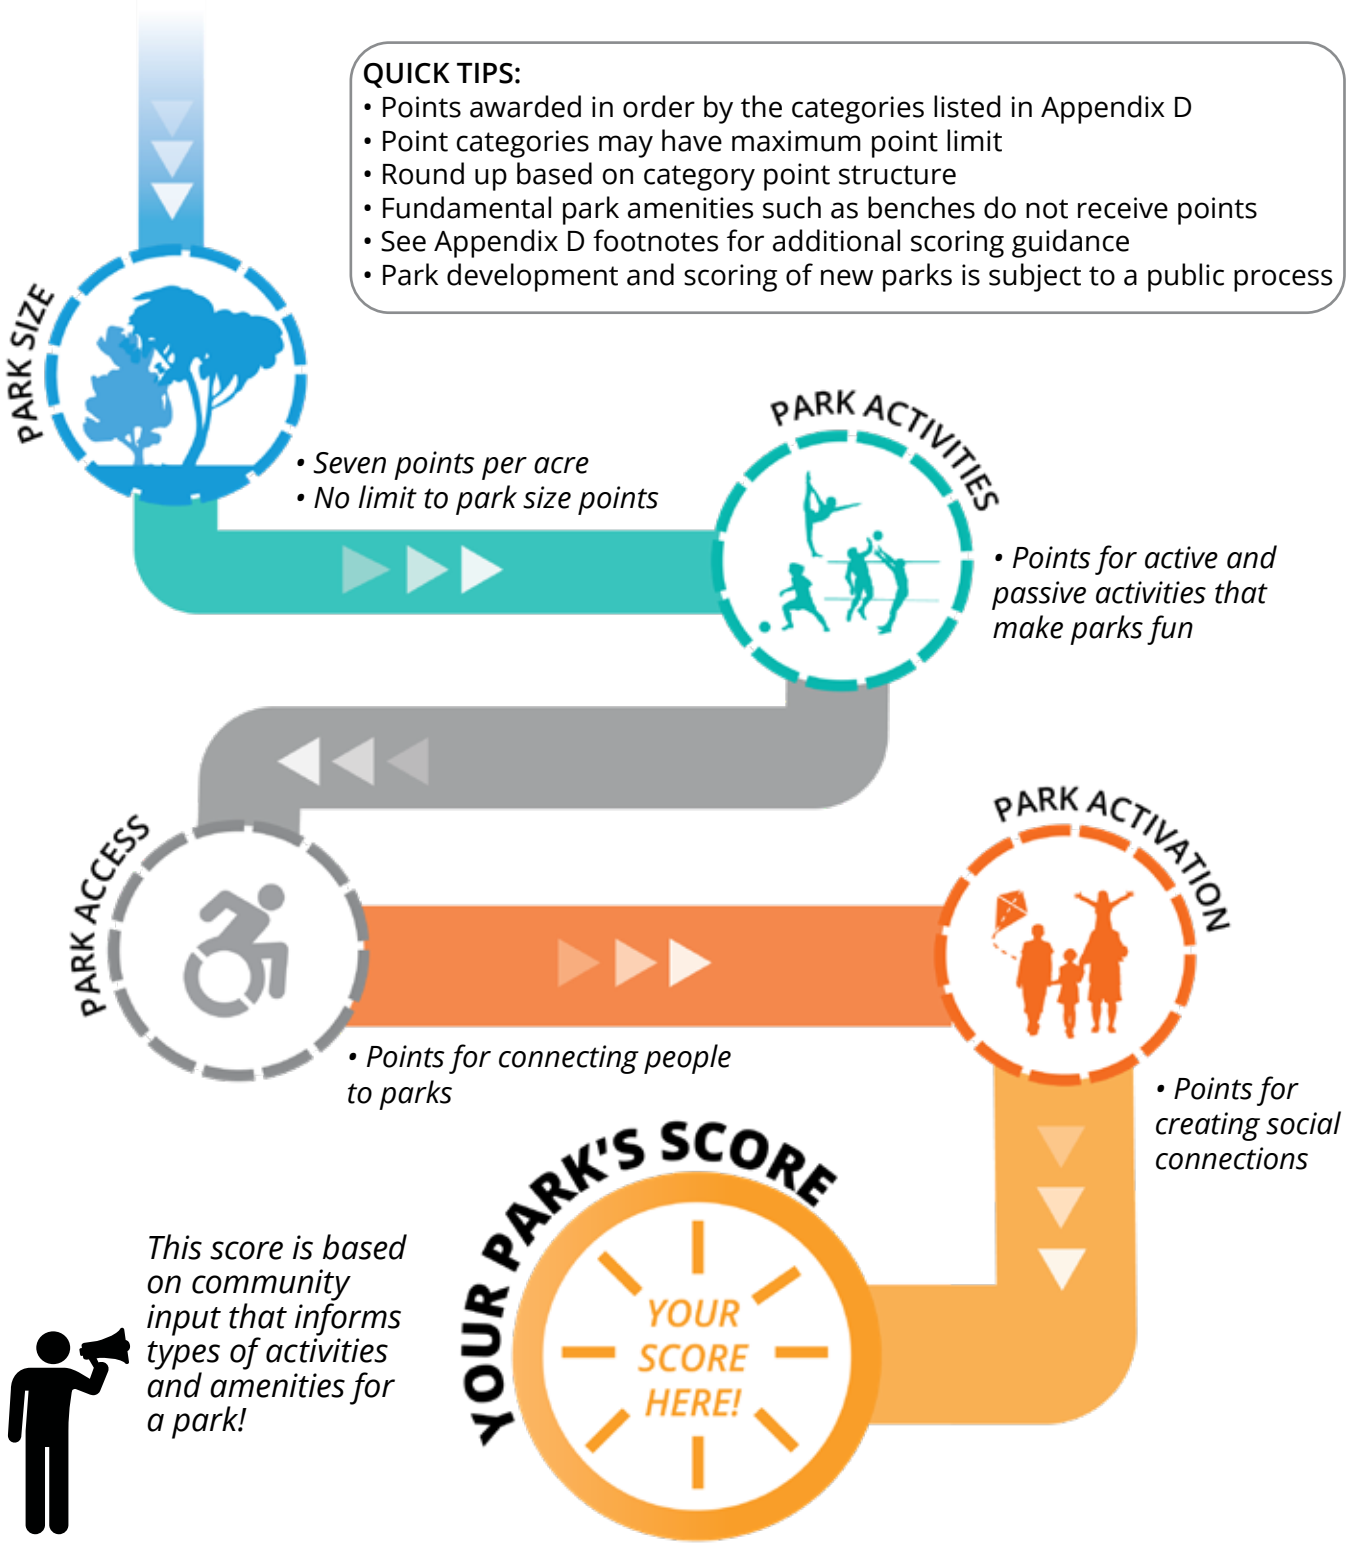 QUICK TIPS:
• Points awarded in order by the categories listed in Appendix D
• Point categories may have maximum point limit
• Round up based on category point structure
• Fundamental park amenities such as benches do not receive points
• See Appendix D footnotes for additional scoring guidance
• Park development and scoring of new parks is subject to a public process
PARK SIZE
• Seven points per acre
• No limit to park size points
PARK ACTIVITIES
• Points for active and
passive activities that
make parks fun
PARK ACCESS
• Points for connecting people
to parks
PARK ACTIVATION
• Points for
creating social
connections
YOUR PARK'S SCORE
YOUR
SCORE
HERE!
This score is based
on community
input that informs
types of activities
and amenities for
a park!